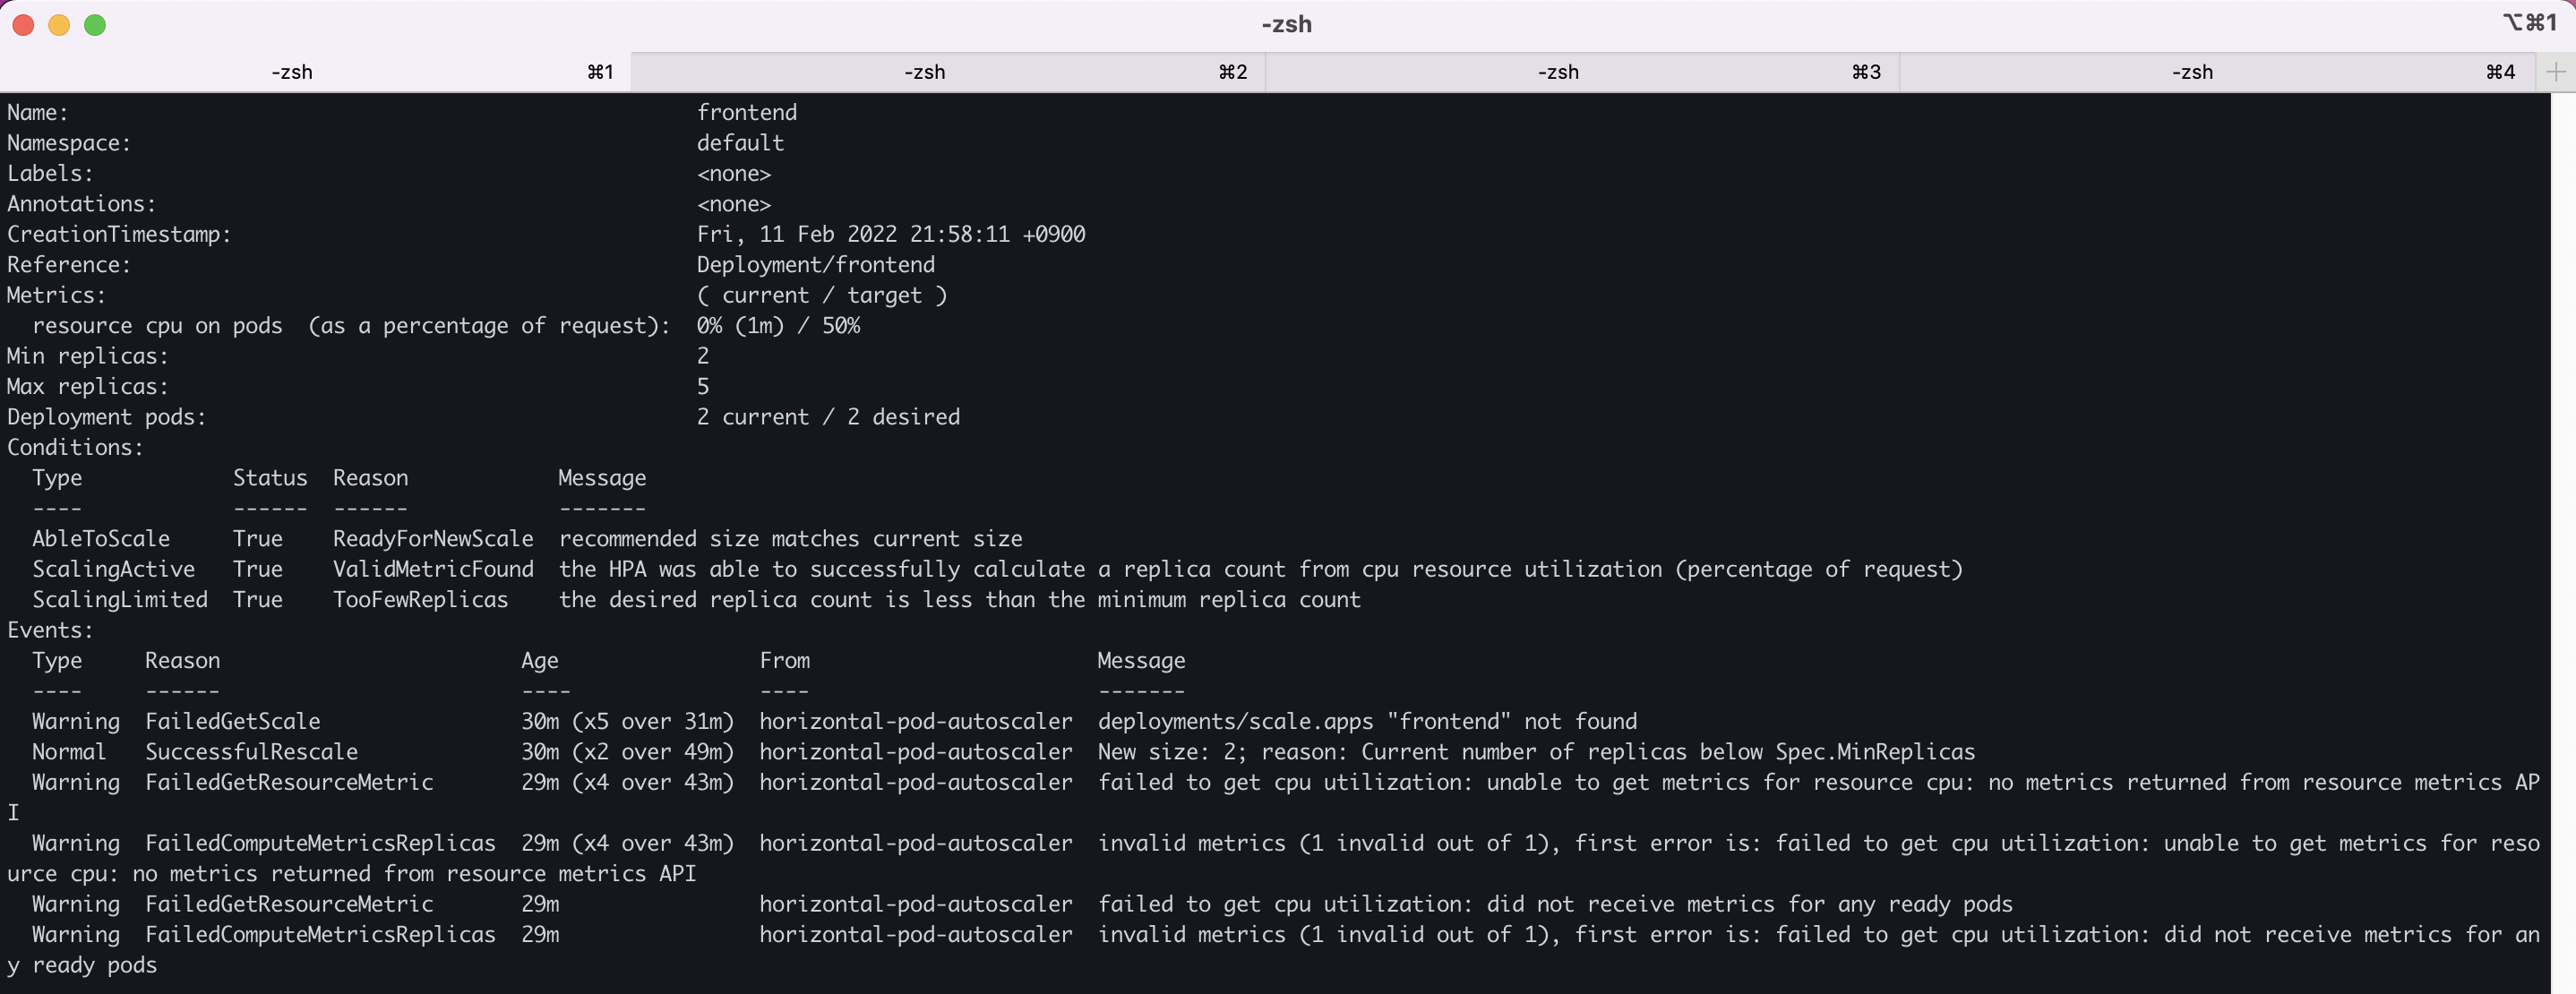 -zsh ⌥⌘1
-zsh ⌘1 -zsh ⌘2 -zsh ⌘3 -zsh ⌘4
Name: frontend
Namespace: default
Labels: <none>
Annotations: <none>
CreationTimestamp: Fri, 11 Feb 2022 21:58:11 +0900
Reference: Deployment/frontend
Metrics: ( current / target )
  resource cpu on pods  (as a percentage of request):  0% (1m) / 50%
Min replicas: 2
Max replicas: 5
Deployment pods: 2 current / 2 desired
Conditions:
  Type            Status  Reason            Message
  ----            ------  ------            -------
  AbleToScale     True    ReadyForNewScale  recommended size matches current size
  ScalingActive   True    ValidMetricFound  the HPA was able to successfully calculate a replica count from cpu resource utilization (percentage of request)
  ScalingLimited  True    TooFewReplicas    the desired replica count is less than the minimum replica count
Events:
  Type     Reason                        Age                From                       Message
  ----     ------                        ----               ----                       -------
  Warning  FailedGetScale                30m (x5 over 31m)  horizontal-pod-autoscaler  deployments/scale.apps "frontend" not found
  Normal   SuccessfulRescale             30m (x2 over 49m)  horizontal-pod-autoscaler  New size: 2; reason: Current number of replicas below Spec.MinReplicas
  Warning  FailedGetResourceMetric       29m (x4 over 43m)  horizontal-pod-autoscaler  failed to get cpu utilization: unable to get metrics for resource cpu: no metrics returned from resource metrics AP
I
  Warning  FailedComputeMetricsReplicas  29m (x4 over 43m)  horizontal-pod-autoscaler  invalid metrics (1 invalid out of 1), first error is: failed to get cpu utilization: unable to get metrics for reso
urce cpu: no metrics returned from resource metrics API
  Warning  FailedGetResourceMetric       29m                horizontal-pod-autoscaler  failed to get cpu utilization: did not receive metrics for any ready pods
  Warning  FailedComputeMetricsReplicas  29m                horizontal-pod-autoscaler  invalid metrics (1 invalid out of 1), first error is: failed to get cpu utilization: did not receive metrics for an
y ready pods